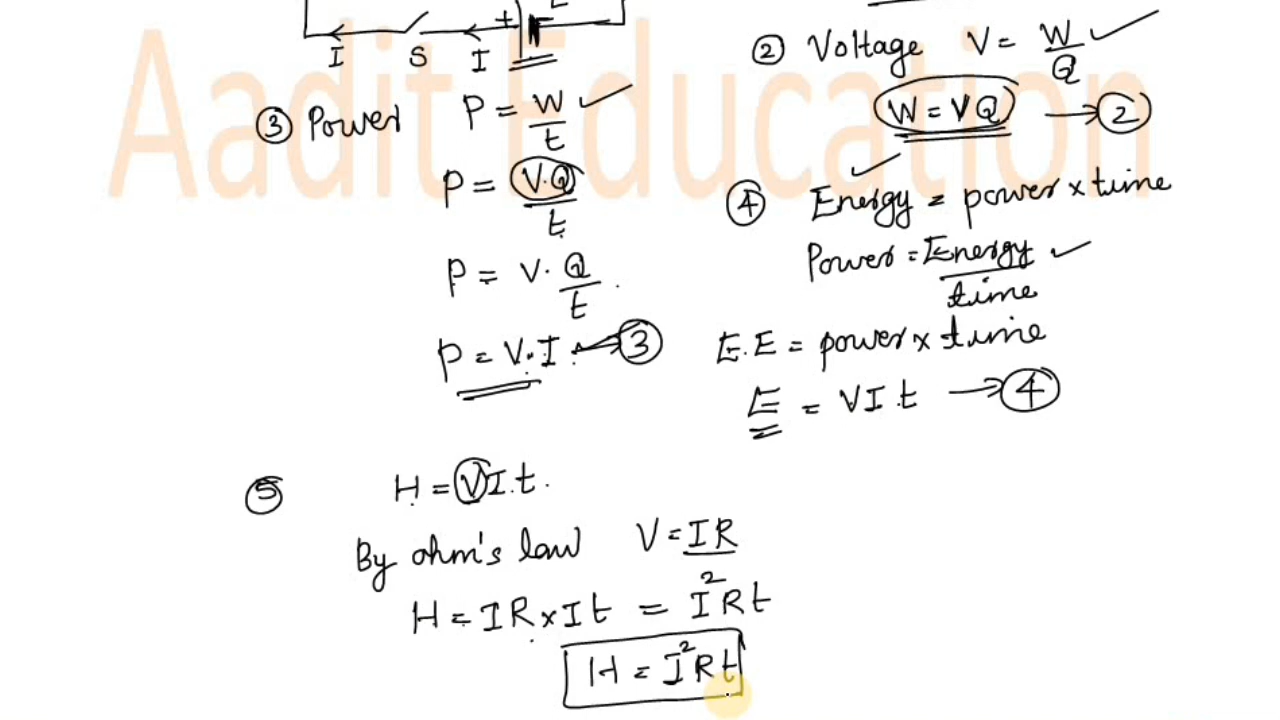 I S I +
② Voltage V = W/Q
W = VQ → ②
③ Power P = W/t
P = V.Q/t
P = V. Q/t .
P = V.I → ③
④ Energy = power x time
Power = Energy/time
E.E = power x time
E = VIt → ④
⑤ H = VI.t.
By ohm's law V = IR
H = IR x It = I²Rt
H = I²Rt
Aadit Education